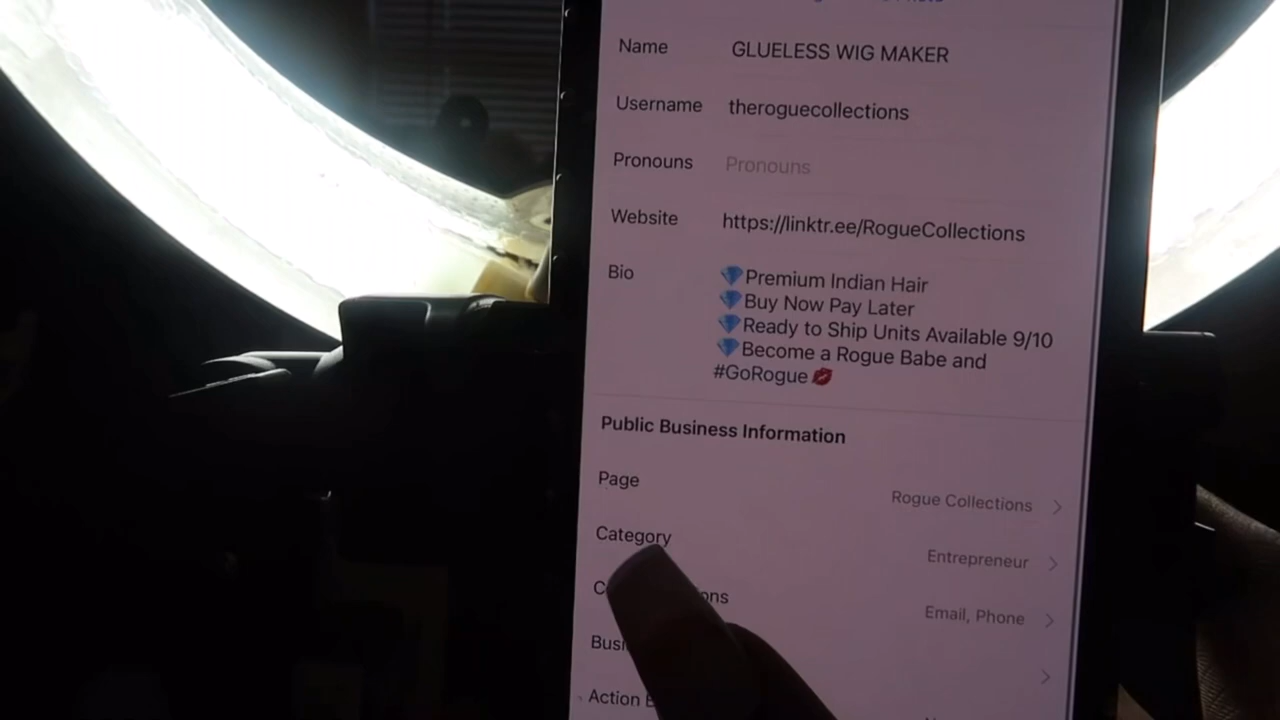 Name GLUELESS WIG MAKER
Username theroguecollections
Pronouns Pronouns
Website https://linktr.ee/RogueCollections
Bio 💎Premium Indian Hair
💎Buy Now Pay Later
💎Ready to Ship Units Available 9/10
💎Become a Rogue Babe and
#GoRogue💋
Public Business Information
Page Rogue Collections
Category Entrepreneur
Email, Phone
Action